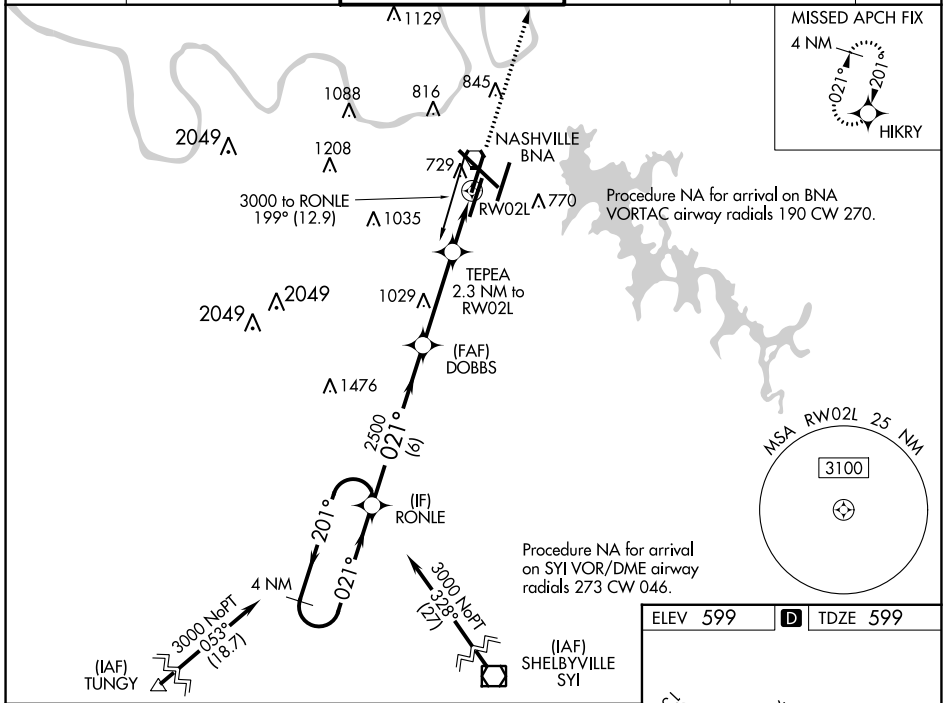 1129
MISSED APCH FIX
4 NM
021°
201°
HIKRY
1088
816
845
2049
1208
729
NASHVILLE
BNA
3000 to RONLE
199° (12.9)
1035
RW02L
770
Procedure NA for arrival on BNA
VORTAC airway radials 190 CW 270.
TEPEA
2.3 NM to
RW02L
2049
2049
1029
(FAF)
DOBBS
1476
2500
021°
(6)
MSA RW02L 25 NM
3100
(IF)
RONLE
201°
021°
4 NM
Procedure NA for arrival
on SYI VOR/DME airway
radials 273 CW 046.
3000 NoPT
053°
(18.7)
(IAF)
TUNGY
3000 NoPT
328°
(27)
(IAF)
SHELBYVILLE
SYI
ELEV 599
D
TDZE 599